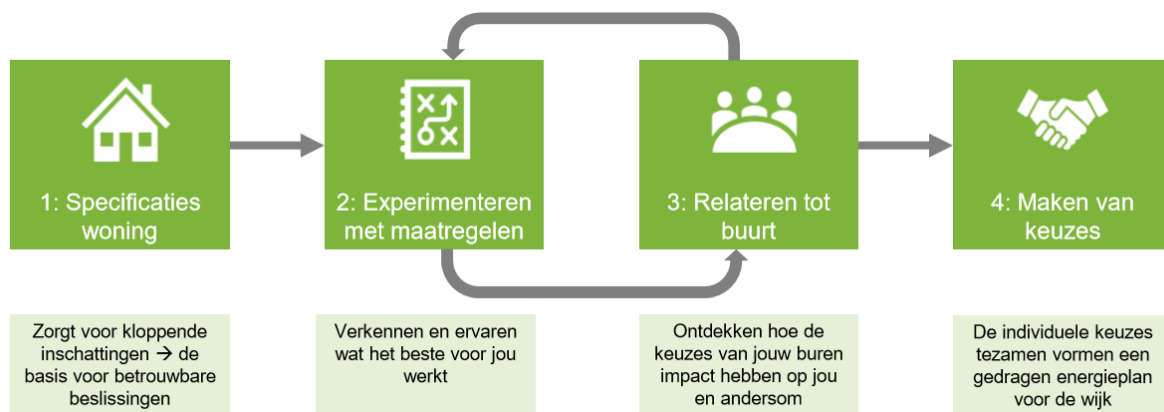 1: Specificaties
woning
2: Experimenteren
met maatregelen
3: Relateren tot
buurt
4: Maken van
keuzes
Zorgt voor kloppende
inschattingen → de
basis voor betrouwbare
beslissingen
Verkennen en ervaren
wat het beste voor jou
werkt
Ontdekken hoe de
keuzes van jouw buren
impact hebben op jou
en andersom
De individuele keuzes
tezamen vormen een
gedragen energieplan
voor de wijk